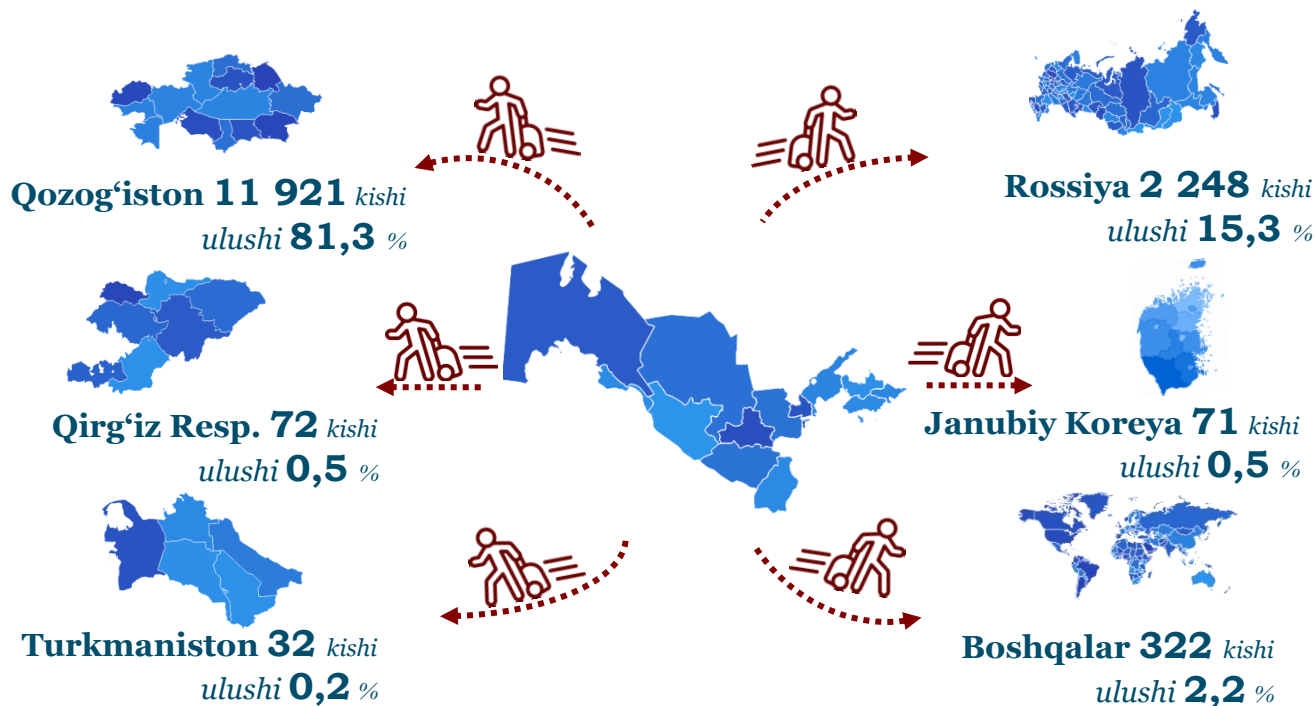 Qozog‘iston 11 921 kishi
ulushi 81,3 %
Rossiya 2 248 kishi
ulushi 15,3 %
Qirg‘iz Resp. 72 kishi
ulushi 0,5 %
Janubiy Koreya 71 kishi
ulushi 0,5 %
Turkmaniston 32 kishi
ulushi 0,2 %
Boshqalar 322 kishi
ulushi 2,2 %